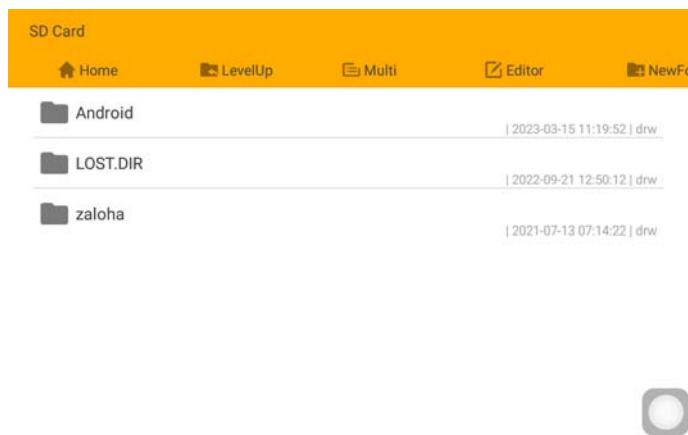 SD Card
Home LevelUp Multi Editor NewFo
Android
| 2023-03-15 11:19:52 | drw
LOST.DIR
| 2022-09-21 12:50:12 | drw
zaloha
| 2021-07-13 07:14:22 | drw